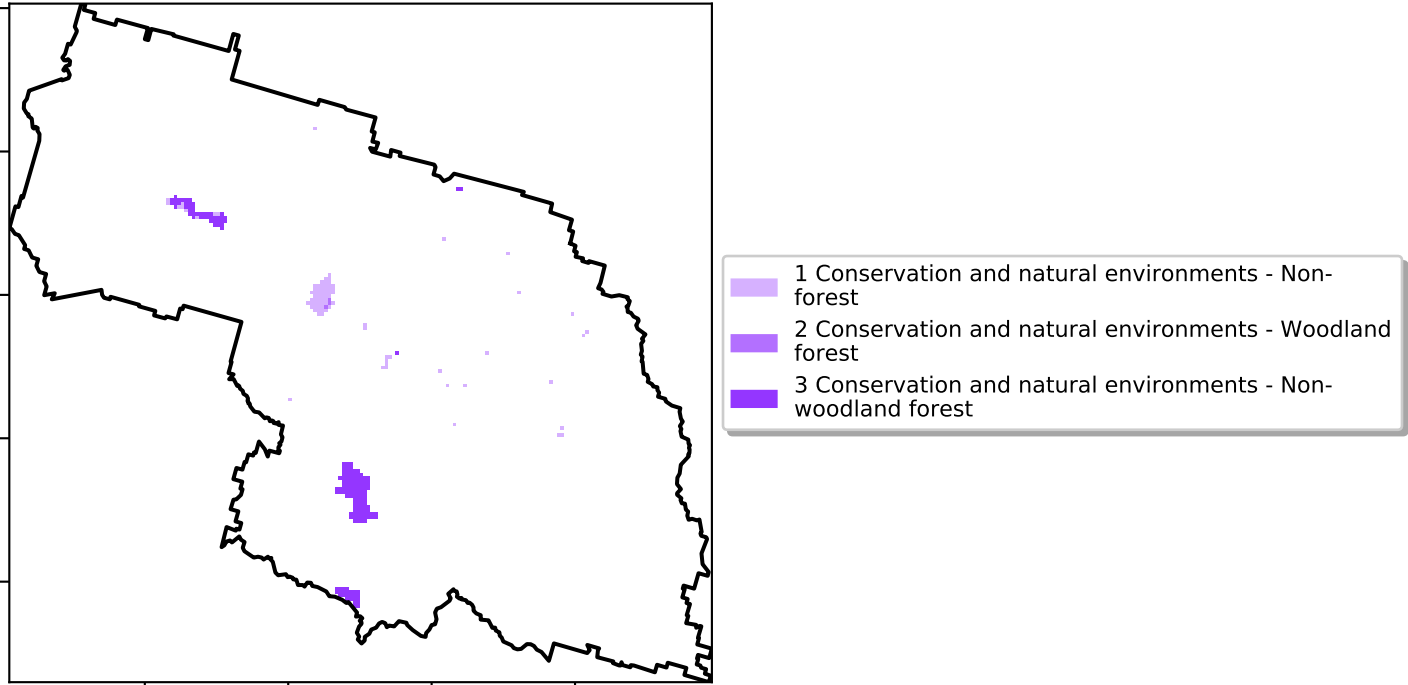 1 Conservation and natural environments - Non-
forest
2 Conservation and natural environments - Woodland
forest
3 Conservation and natural environments - Non-
woodland forest